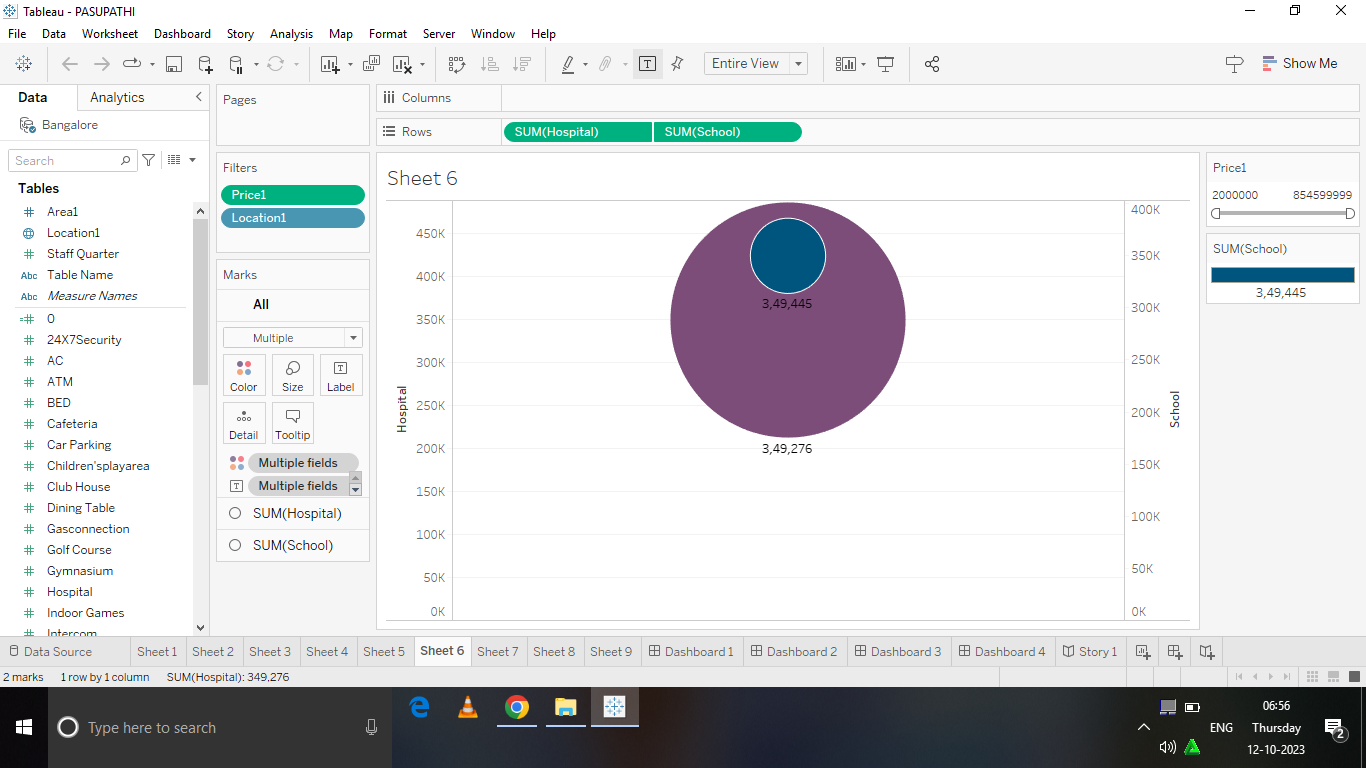 Tableau - PASUPATHI
File Data Worksheet Dashboard Story Analysis Map Format Server Window Help
Entire View
Show Me
Data Analytics
Bangalore
Search
Tables
Area1
Location1
Staff Quarter
Abc Table Name
Abc Measure Names
0
24X7Security
AC
ATM
BED
Cafeteria
Car Parking
Children'splayarea
Club House
Dining Table
Gasconnection
Golf Course
Gymnasium
Hospital
Indoor Games
Intercom
Pages
Filters
Price1
Location1
Marks
All
Multiple
Color Size Label
Detail Tooltip
Multiple fields
Multiple fields
SUM(Hospital)
SUM(School)
Columns
Rows SUM(Hospital) SUM(School)
Sheet 6
450K
400K
350K
300K
250K
200K
150K
100K
50K
0K
Hospital
3,49,445
3,49,276
400K
350K
300K
250K
200K
150K
100K
50K
0K
School
Price1
2000000 854599999
SUM(School)
3,49,445
Data Source Sheet 1 Sheet 2 Sheet 3 Sheet 4 Sheet 5 Sheet 6 Sheet 7 Sheet 8 Sheet 9 Dashboard 1 Dashboard 2 Dashboard 3 Dashboard 4 Story 1
2 marks 1 row by 1 column SUM(Hospital): 349,276
Type here to search
ENG
06:56
Thursday
12-10-2023
2